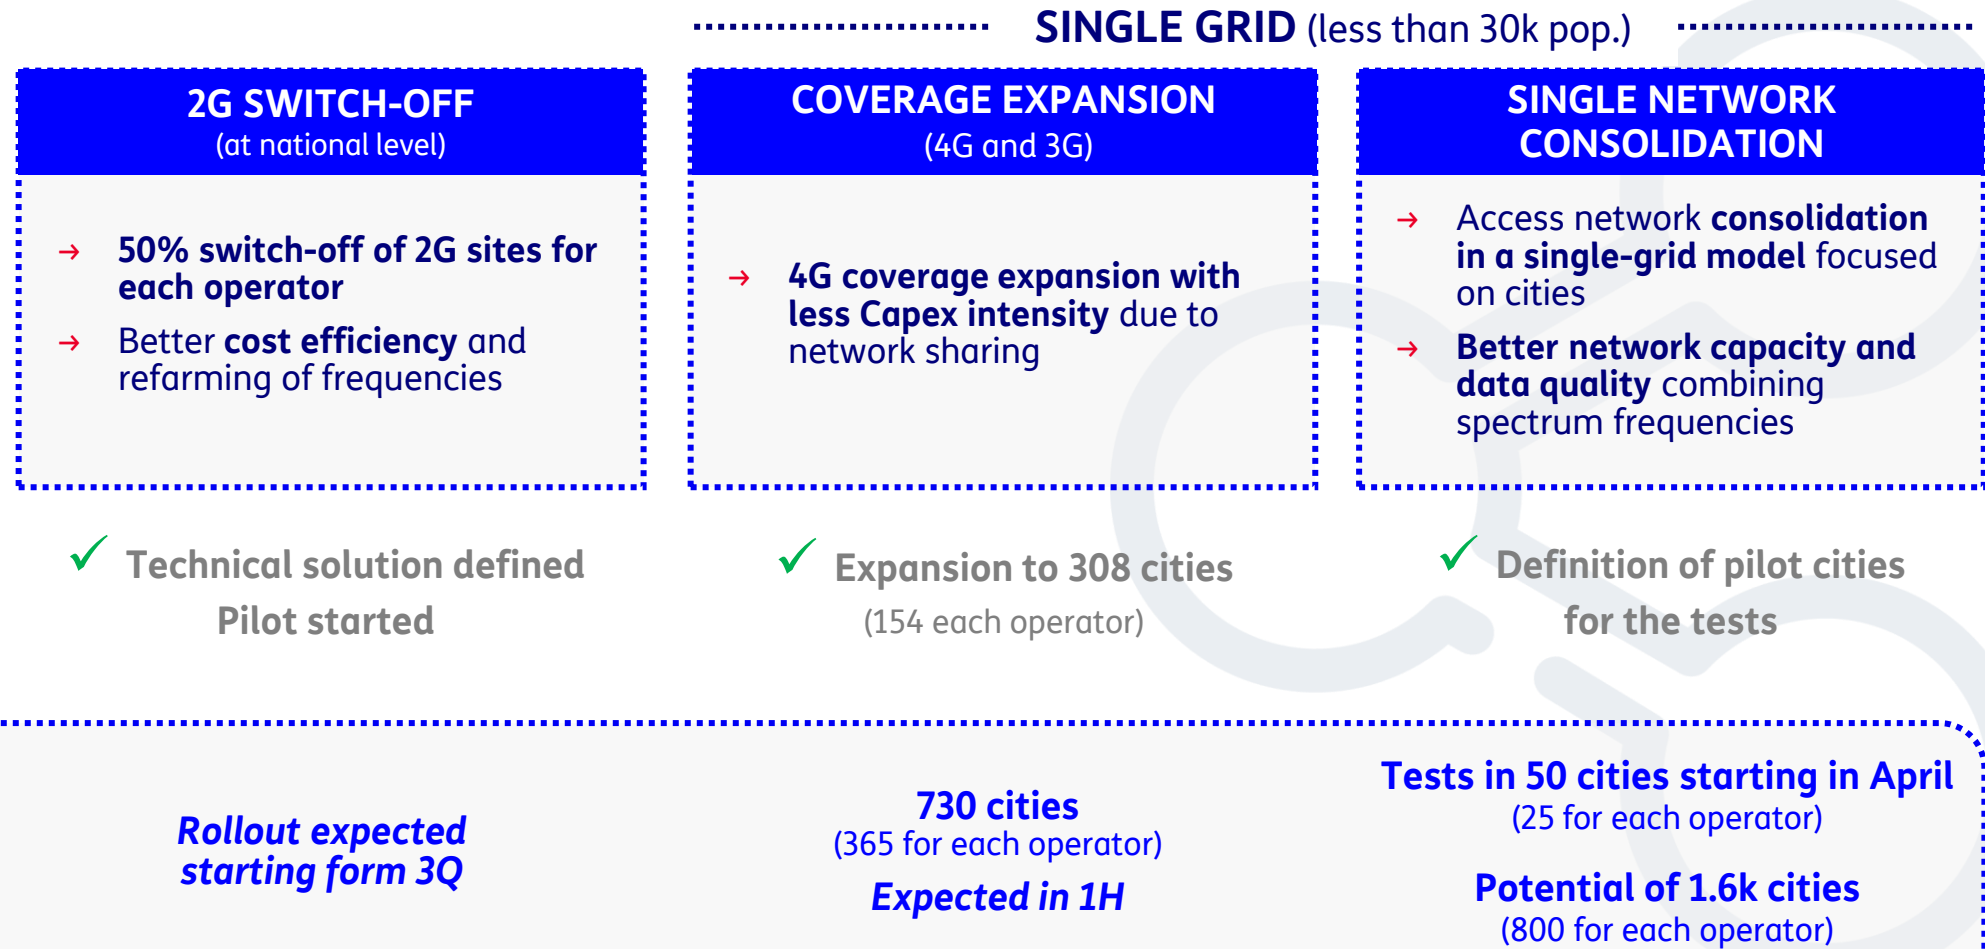 SINGLE GRID (less than 30k pop.)
2G SWITCH-OFF
(at national level)
→ 50% switch-off of 2G sites for
each operator
→ Better cost efficiency and
refarming of frequencies
COVERAGE EXPANSION
(4G and 3G)
→ 4G coverage expansion with
less Capex intensity due to
network sharing
SINGLE NETWORK
CONSOLIDATION
→ Access network consolidation
in a single-grid model focused
on cities
→ Better network capacity and
data quality combining
spectrum frequencies
✓ Technical solution defined
Pilot started
✓ Expansion to 308 cities
(154 each operator)
✓ Definition of pilot cities
for the tests
Rollout expected
starting form 3Q
730 cities
(365 for each operator)
Expected in 1H
Tests in 50 cities starting in April
(25 for each operator)
Potential of 1.6k cities
(800 for each operator)